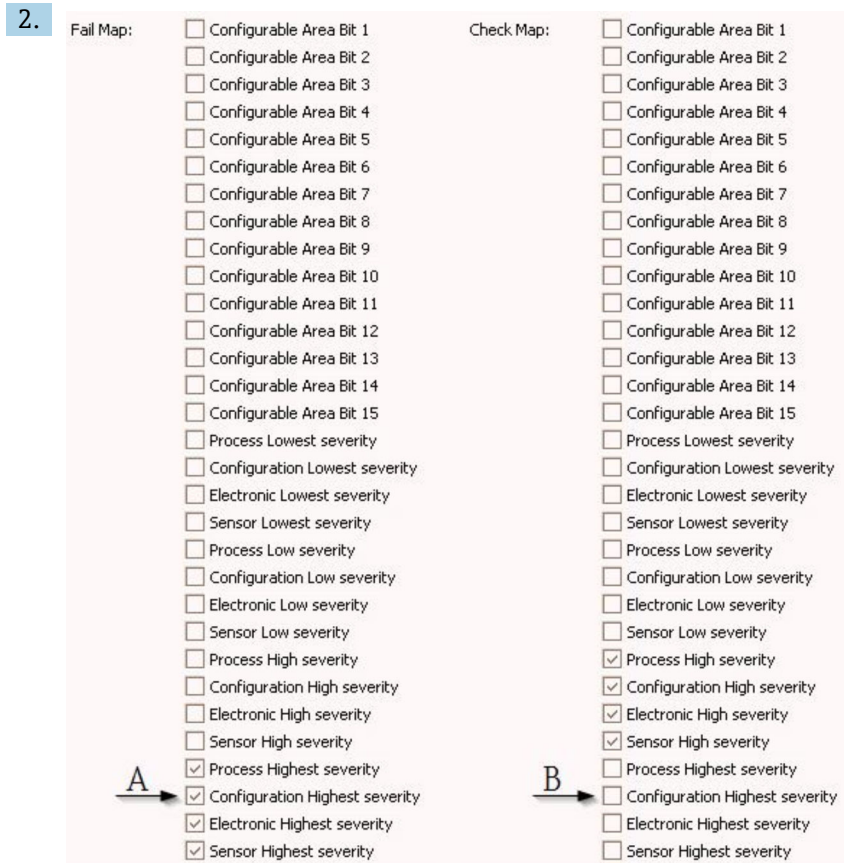 2.
Fail Map: Configurable Area Bit 1 Check Map: Configurable Area Bit 1
Configurable Area Bit 2 Configurable Area Bit 2
Configurable Area Bit 3 Configurable Area Bit 3
Configurable Area Bit 4 Configurable Area Bit 4
Configurable Area Bit 5 Configurable Area Bit 5
Configurable Area Bit 6 Configurable Area Bit 6
Configurable Area Bit 7 Configurable Area Bit 7
Configurable Area Bit 8 Configurable Area Bit 8
Configurable Area Bit 9 Configurable Area Bit 9
Configurable Area Bit 10 Configurable Area Bit 10
Configurable Area Bit 11 Configurable Area Bit 11
Configurable Area Bit 12 Configurable Area Bit 12
Configurable Area Bit 13 Configurable Area Bit 13
Configurable Area Bit 14 Configurable Area Bit 14
Configurable Area Bit 15 Configurable Area Bit 15
Process Lowest severity Process Lowest severity
Configuration Lowest severity Configuration Lowest severity
Electronic Lowest severity Electronic Lowest severity
Sensor Lowest severity Sensor Lowest severity
Process Low severity Process Low severity
Configuration Low severity Configuration Low severity
Electronic Low severity Electronic Low severity
Sensor Low severity Sensor Low severity
Process High severity Process High severity
Configuration High severity Configuration High severity
Electronic High severity Electronic High severity
Sensor High severity Sensor High severity
Process Highest severity Process Highest severity
A Configuration Highest severity B Configuration Highest severity
Electronic Highest severity Electronic Highest severity
Sensor Highest severity Sensor Highest severity